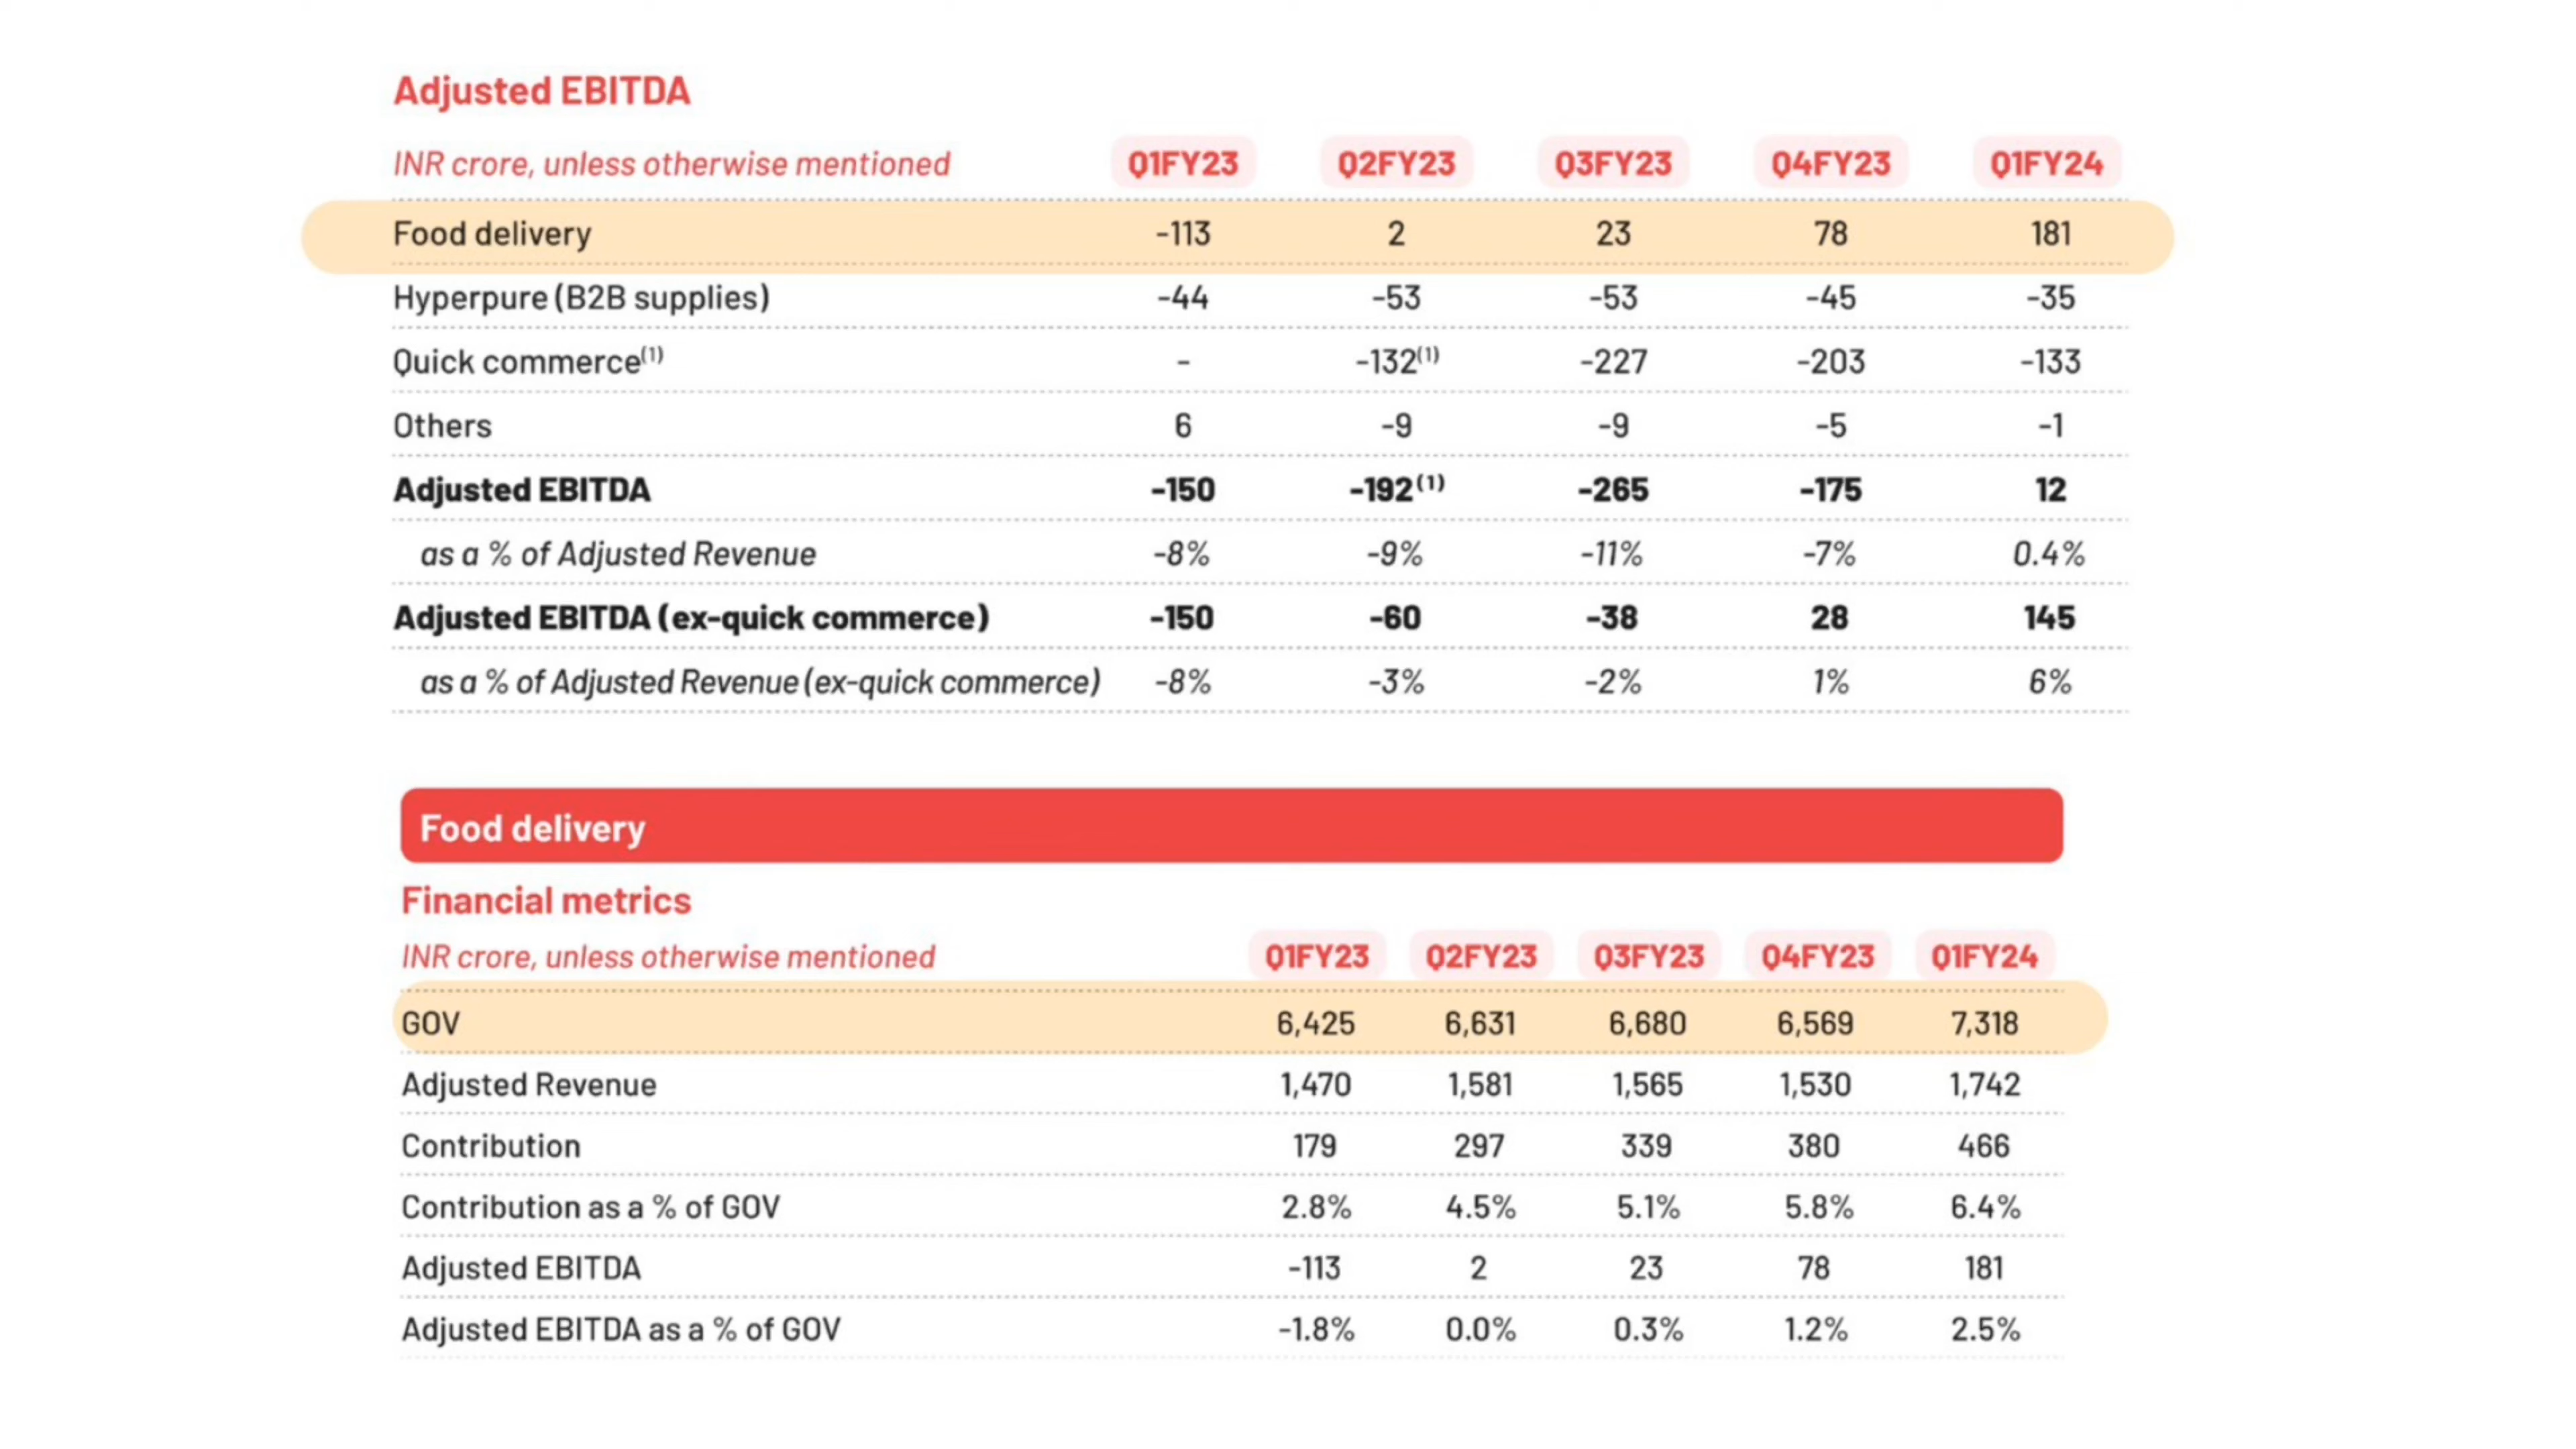 Adjusted EBITDA
INR crore, unless otherwise mentioned Q1FY23 Q2FY23 Q3FY23 Q4FY23 Q1FY24
Food delivery -113 2 23 78 181
Hyperpure (B2B supplies) -44 -53 -53 -45 -35
Quick commerce(1) - -132(1) -227 -203 -133
Others 6 -9 -9 -5 -1
Adjusted EBITDA -150 -192(1) -265 -175 12
as a % of Adjusted Revenue -8% -9% -11% -7% 0.4%
Adjusted EBITDA (ex-quick commerce) -150 -60 -38 28 145
as a % of Adjusted Revenue (ex-quick commerce) -8% -3% -2% 1% 6%
Food delivery
Financial metrics
INR crore, unless otherwise mentioned Q1FY23 Q2FY23 Q3FY23 Q4FY23 Q1FY24
GOV 6,425 6,631 6,680 6,569 7,318
Adjusted Revenue 1,470 1,581 1,565 1,530 1,742
Contribution 179 297 339 380 466
Contribution as a % of GOV 2.8% 4.5% 5.1% 5.8% 6.4%
Adjusted EBITDA -113 2 23 78 181
Adjusted EBITDA as a % of GOV -1.8% 0.0% 0.3% 1.2% 2.5%